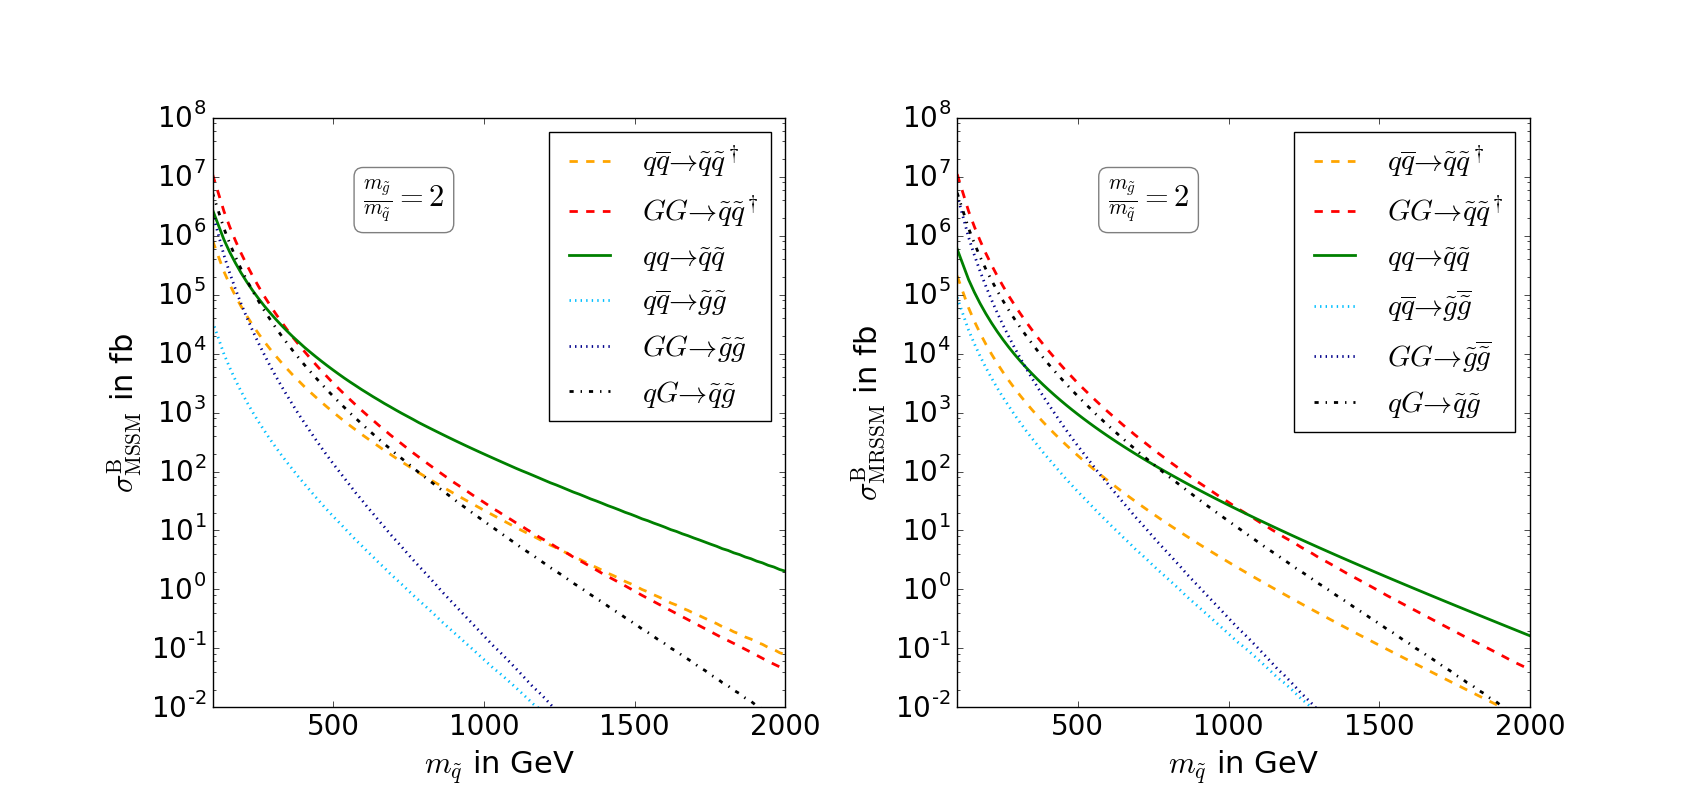 10^8
10^7
10^6
10^5
10^4
10^3
10^2
10^1
10^0
10^-1
10^-2
σ^B_MSSM in fb
m_g̃/m_q̃ = 2
qq̅→q̃q̃^†
GG→q̃q̃^†
qq→q̃q̃
qq̅→g̃g̃
GG→g̃g̃
qG→q̃g̃
500 1000 1500 2000
m_q̃ in GeV
10^8
10^7
10^6
10^5
10^4
10^3
10^2
10^1
10^0
10^-1
10^-2
σ^B_MRSSM in fb
m_g̃/m_q̃ = 2
qq̅→q̃q̃^†
GG→q̃q̃^†
qq→q̃q̃
qq̅→g̃g̃̅
GG→g̃g̃̅
qG→q̃g̃
500 1000 1500 2000
m_q̃ in GeV